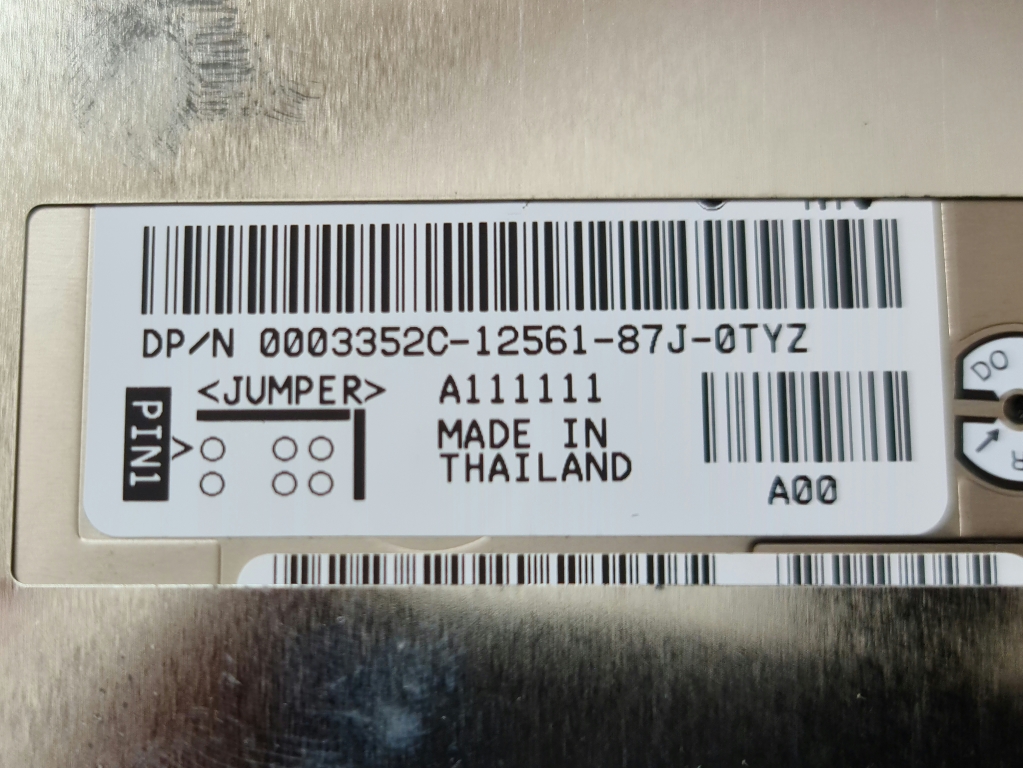 DP/N 0003352C-12561-87J-0TYZ
<JUMPER>
PIN1
A111111
MADE IN
THAILAND
A00
DO